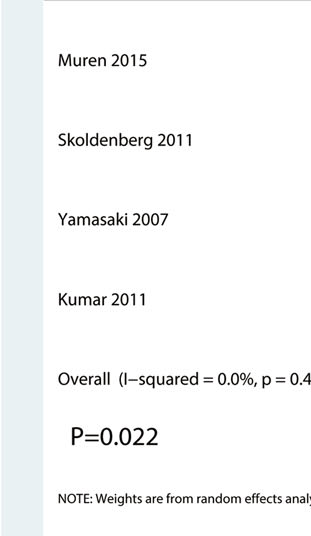 Muren 2015
Skoldenberg 2011
Yamasaki 2007
Kumar 2011
Overall (I−squared = 0.0%, p = 0.4
P=0.022
NOTE: Weights are from random effects